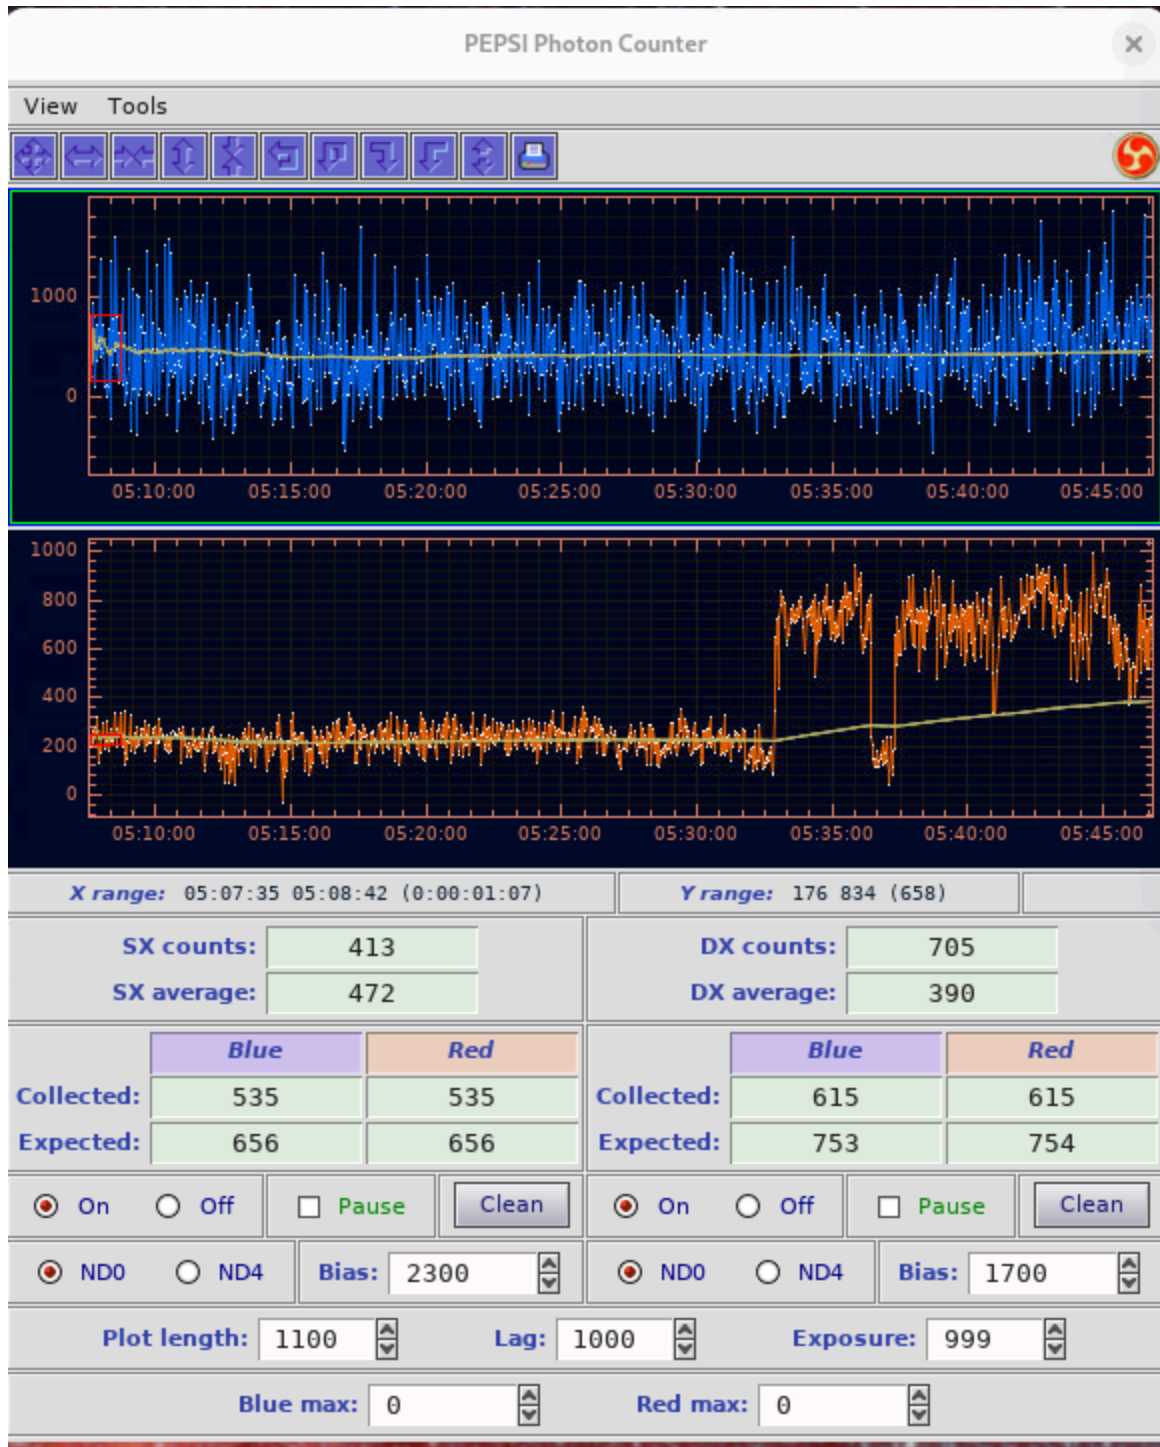 PEPSI Photon Counter
View Tools
1000
0
05:10:00 05:15:00 05:20:00 05:25:00 05:30:00 05:35:00 05:40:00 05:45:00
1000
800
600
400
200
0
05:10:00 05:15:00 05:20:00 05:25:00 05:30:00 05:35:00 05:40:00 05:45:00
X range: 05:07:35 05:08:42 (0:00:01:07) Y range: 176 834 (658)
SX counts: 413 DX counts: 705
SX average: 472 DX average: 390
Blue Red Blue Red
Collected: 535 535 Collected: 615 615
Expected: 656 656 Expected: 753 754
On Off Pause Clean On Off Pause Clean
ND0 ND4 Bias: 2300 ND0 ND4 Bias: 1700
Plot length: 1100 Lag: 1000 Exposure: 999
Blue max: 0 Red max: 0